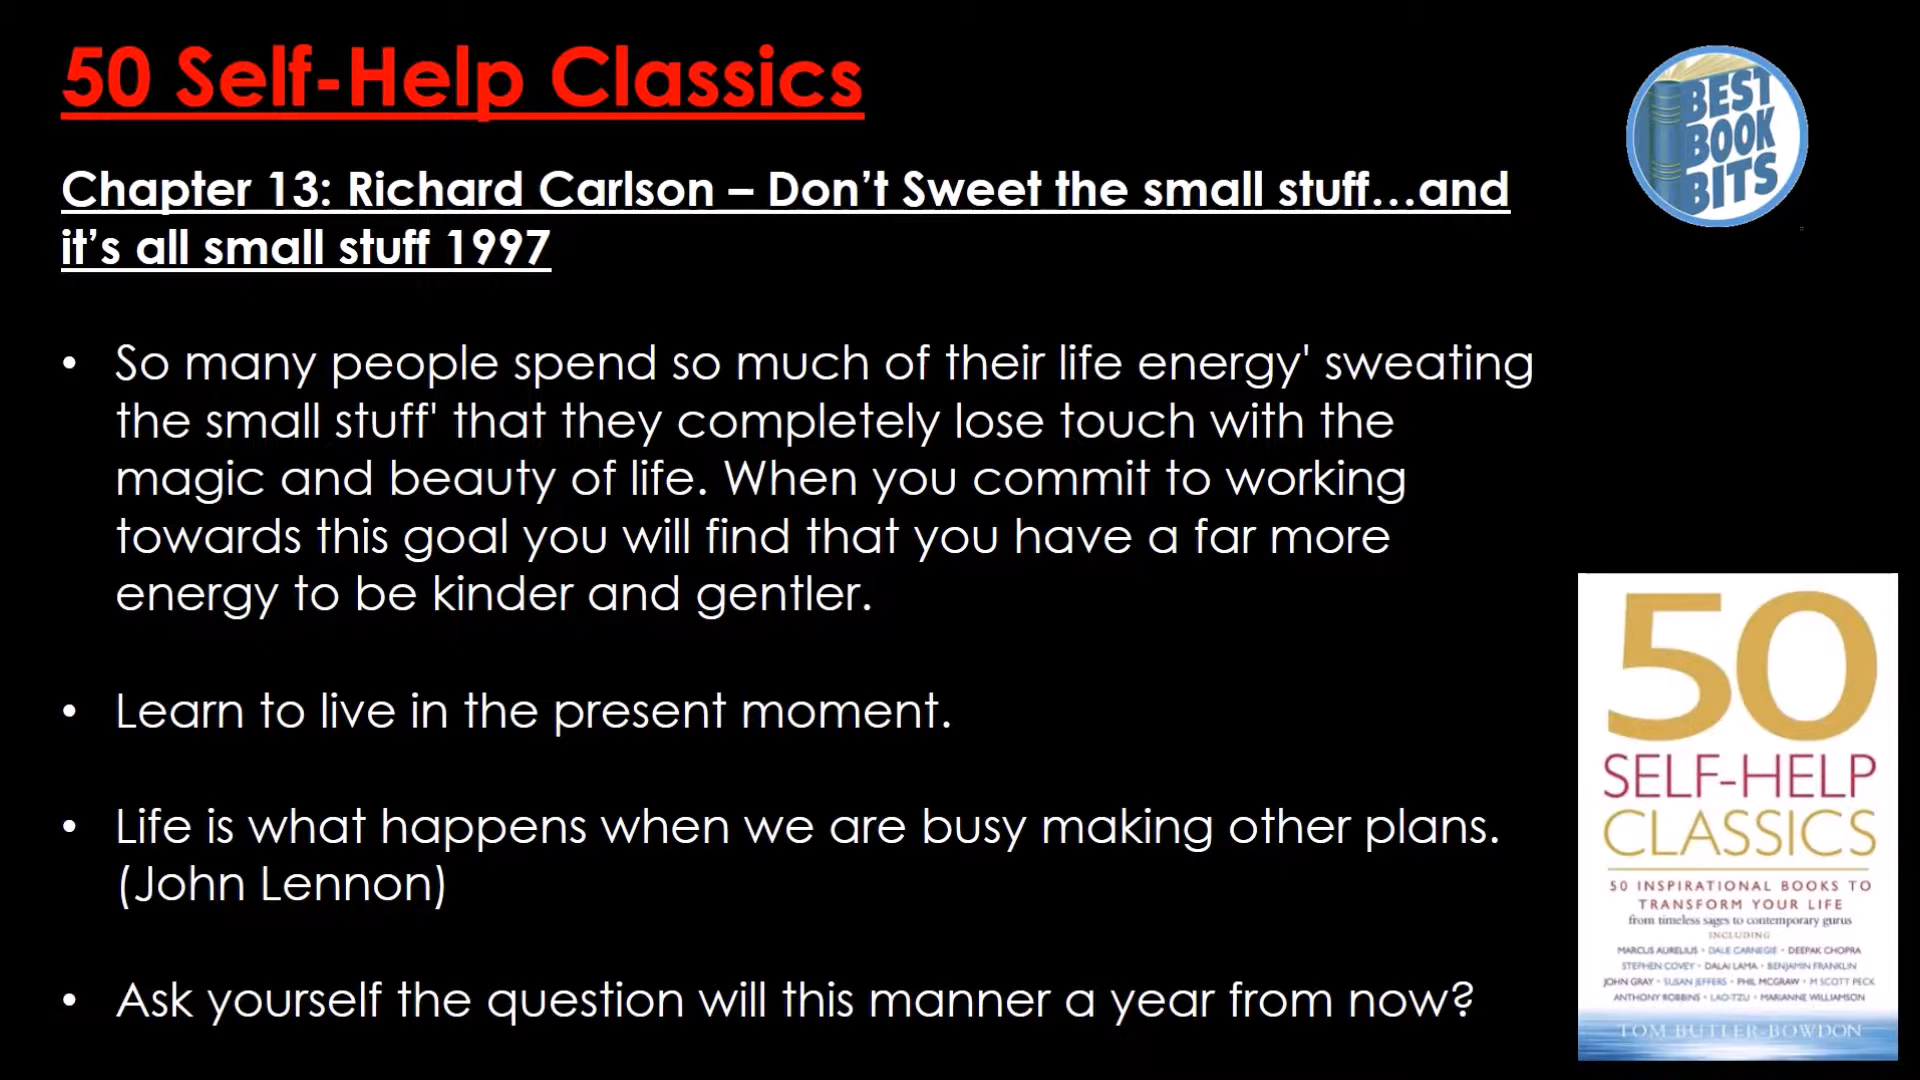 50 Self-Help Classics
BEST
BOOK
BITS
Chapter 13: Richard Carlson – Don’t Sweet the small stuff…and
it’s all small stuff 1997
• So many people spend so much of their life energy' sweating
the small stuff' that they completely lose touch with the
magic and beauty of life. When you commit to working
towards this goal you will find that you have a far more
energy to be kinder and gentler.
• Learn to live in the present moment.
• Life is what happens when we are busy making other plans.
(John Lennon)
• Ask yourself the question will this manner a year from now?
50
SELF-HELP
CLASSICS
50 INSPIRATIONAL BOOKS TO
TRANSFORM YOUR LIFE
from timeless sages to contemporary gurus
INCLUDING
MARCUS AURELIUS • DALE CARNEGIE • DEEPAK CHOPRA
STEPHEN COVEY • DALAI LAMA • BENJAMIN FRANKLIN
JOHN GRAY • SUSAN JEFFERS • PHIL MCGRAW • M SCOTT PECK
ANTHONY ROBBINS • LAO-TZU • MARIANNE WILLIAMSON
TOM BUTLER-BOWDON